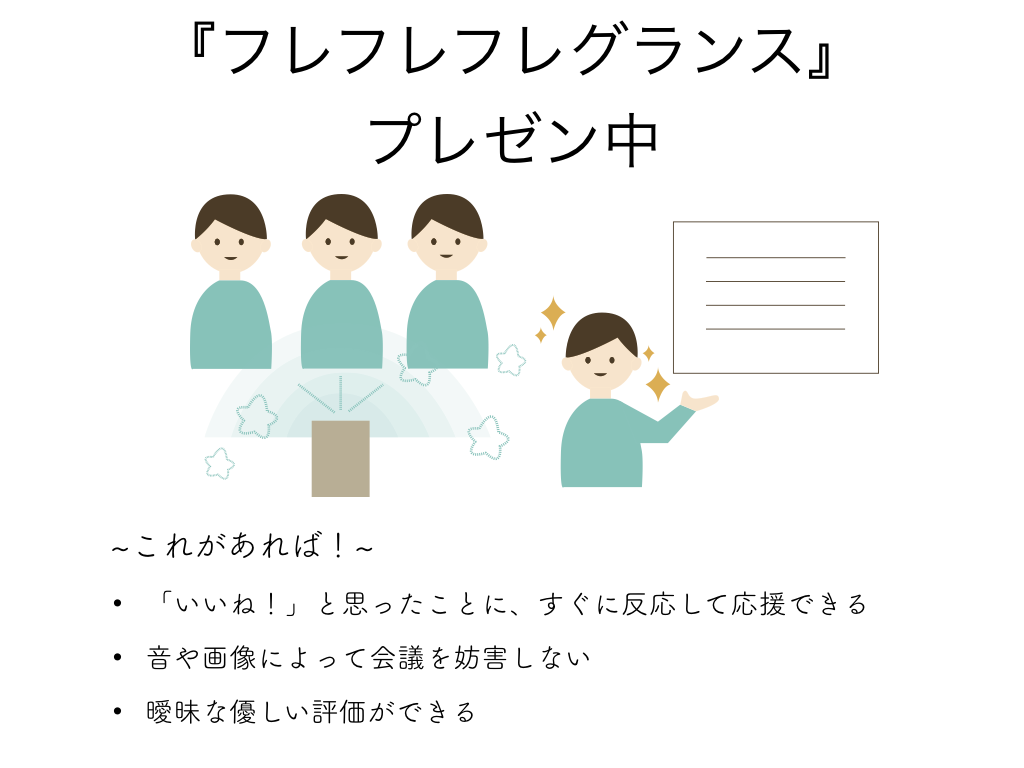 『フレフレフレグランス』
プレゼン中
~これがあれば！~
• 「いいね！」と思ったことに、すぐに反応して応援できる
• 音や画像によって会議を妨害しない
• 曖昧な優しい評価ができる